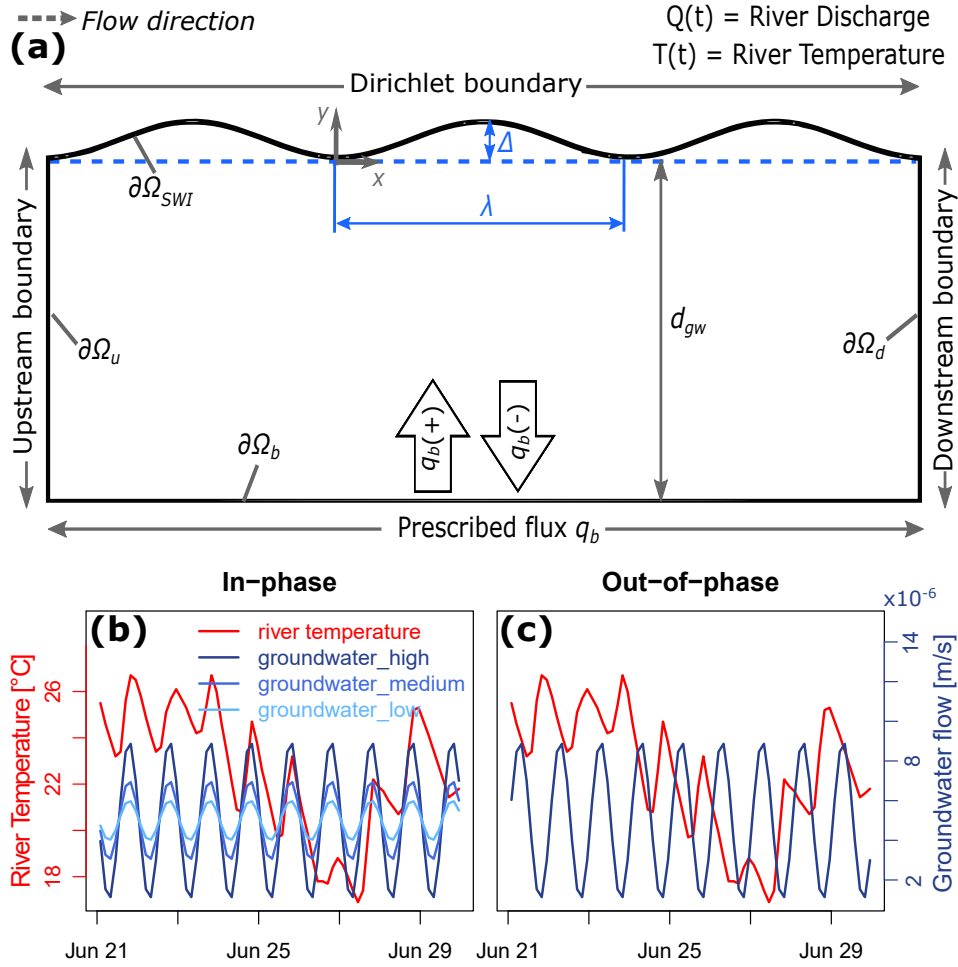 Flow direction
Q(t) = River Discharge
T(t) = River Temperature
(a)
Dirichlet boundary
y
x
Δ
λ
∂Ω_SWI
Upstream boundary
Downstream boundary
∂Ω_u
∂Ω_d
d_gw
q_b(+)
q_b(-)
∂Ω_b
Prescribed flux q_b
In−phase
Out−of−phase
x10^-6
(b)
river temperature
groundwater_high
groundwater_medium
groundwater_low
(c)
River Temperature [°C]
26
22
18
14
8
2
Groundwater flow [m/s]
Jun 21
Jun 25
Jun 29
Jun 21
Jun 25
Jun 29